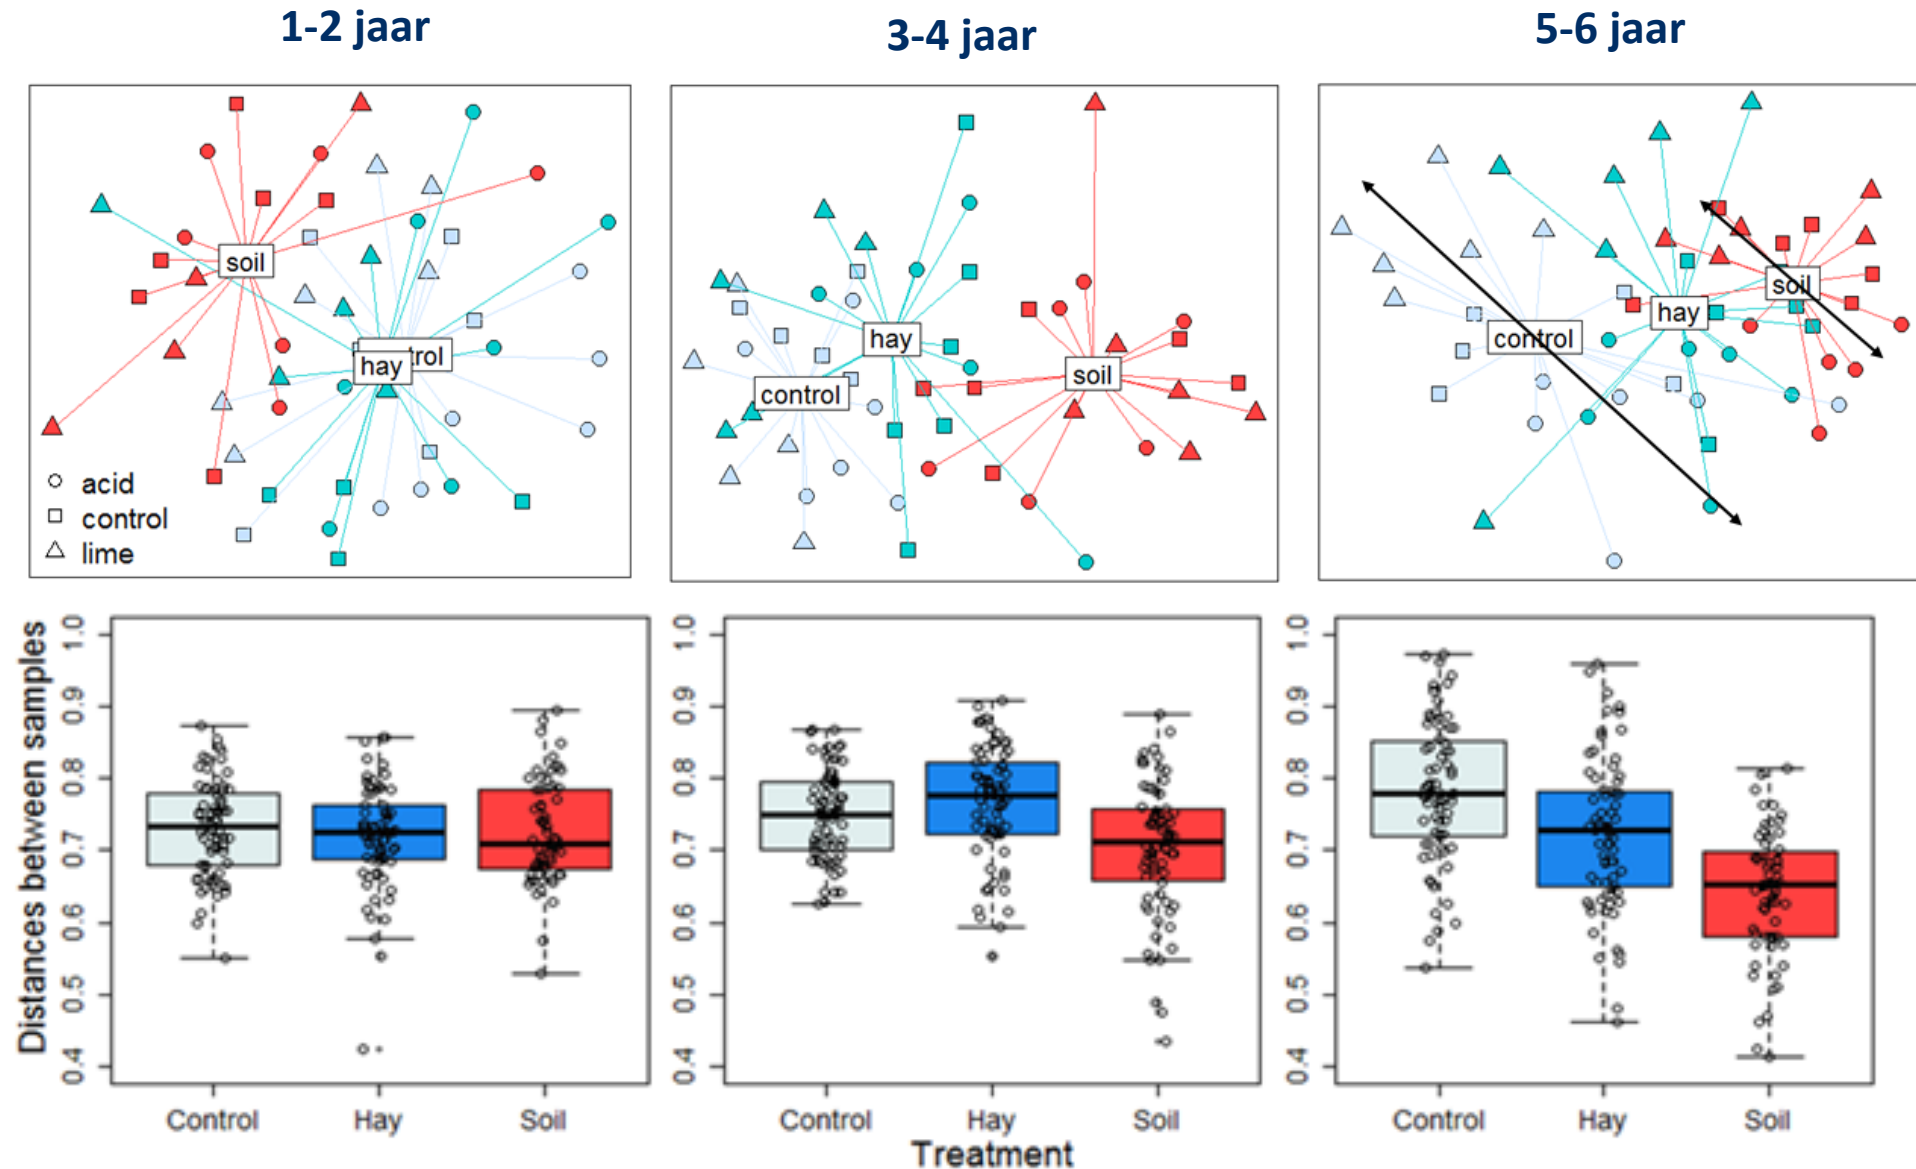 1-2 jaar
3-4 jaar
5-6 jaar
soil
control
hay
acid
control
lime
hay
control
soil
control
hay
soil
Distances between samples
1.0
0.9
0.8
0.7
0.6
0.5
0.4
Control
Hay
Soil
1.0
0.9
0.8
0.7
0.6
0.5
0.4
Control
Hay
Soil
1.0
0.9
0.8
0.7
0.6
0.5
0.4
Control
Hay
Soil
Treatment